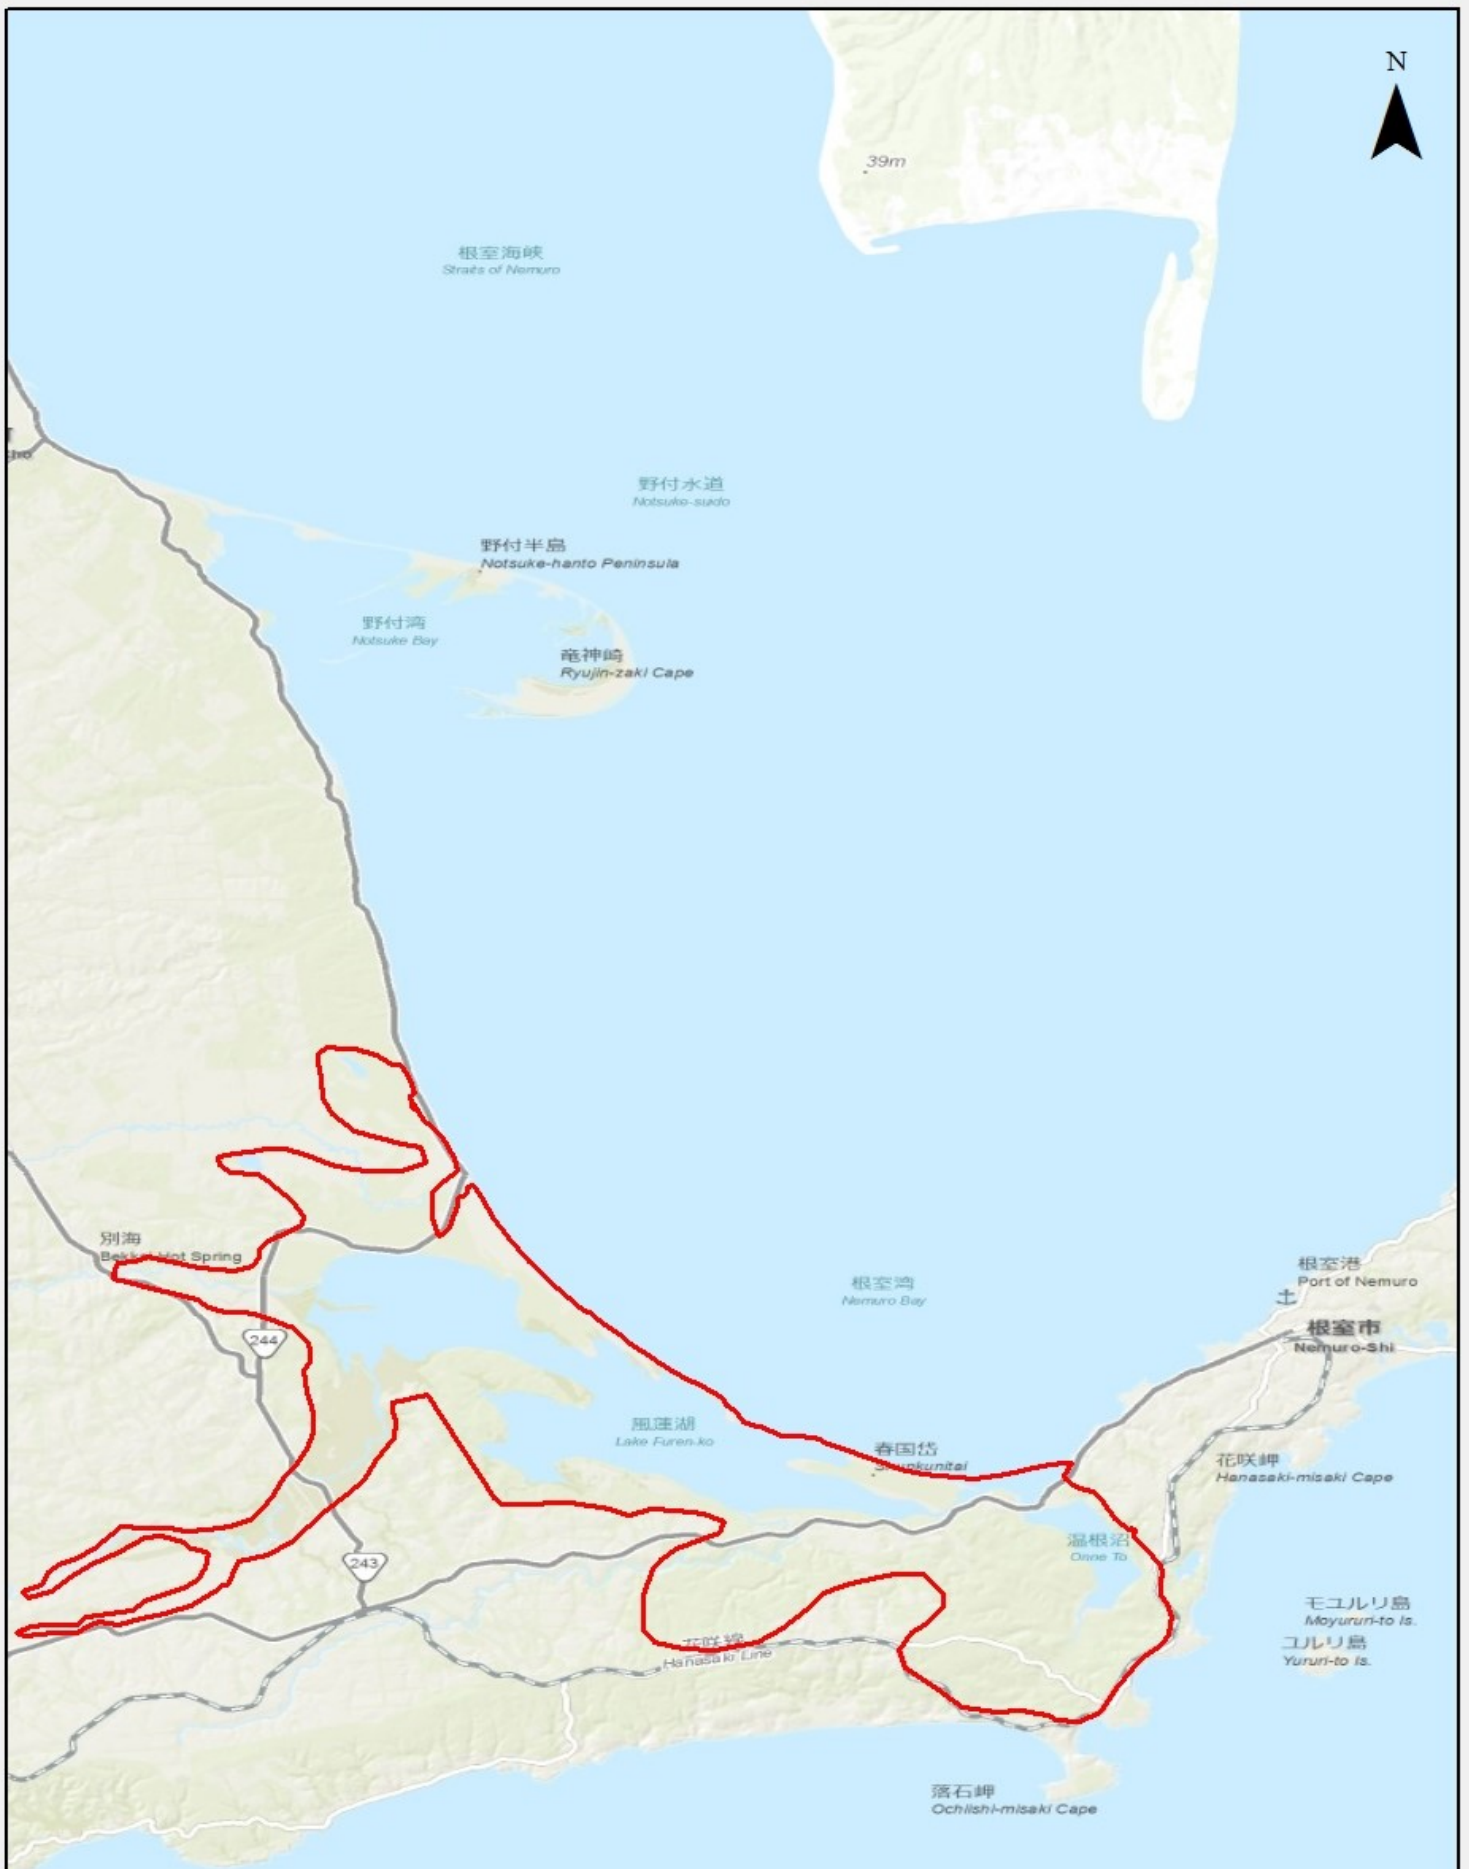 N
39m
根室海峡
Straits of Nemuro
野付水道
Notsuke-suido
野付半島
Notsuke-hanto Peninsula
野付湾
Notsuke Bay
竜神崎
Ryujin-zaki Cape
別海
Bekkai Hot Spring
244
根室湾
Nemuro Bay
根室港
Port of Nemuro
根室市
Nemuro-Shi
風蓮湖
Lake Furen-ko
春国岱
Shunkunitai
花咲岬
Hanasaki-misaki Cape
温根沼
Onne To
243
モユルリ島
Moyururi-to Is.
ユルリ島
Yururi-to Is.
花咲線
Hanasaki Line
落石岬
Ochiishi-misaki Cape